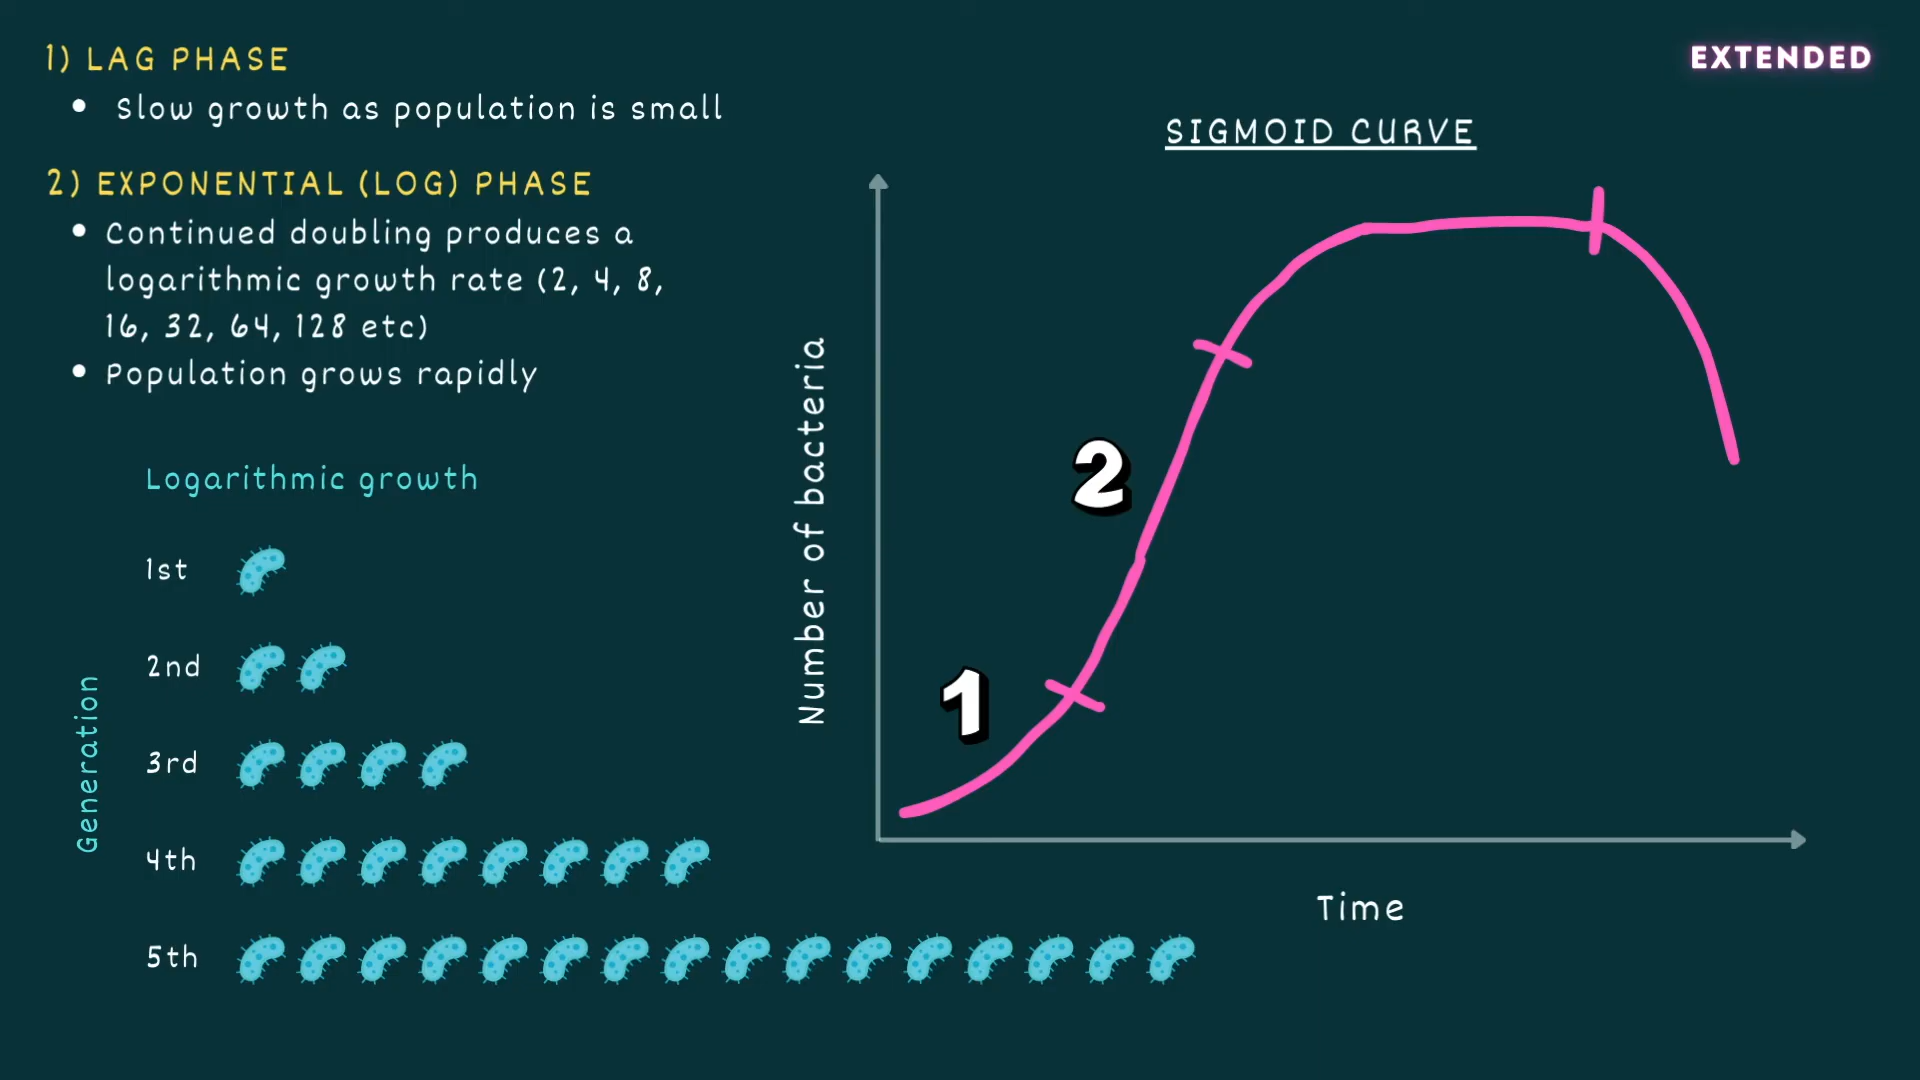 1) LAG PHASE
• Slow growth as population is small
2) EXPONENTIAL (LOG) PHASE
• Continued doubling produces a
logarithmic growth rate (2, 4, 8,
16, 32, 64, 128 etc)
• Population grows rapidly
Logarithmic growth
Generation
1st
2nd
3rd
4th
5th
EXTENDED
SIGMOID CURVE
Number of bacteria
1
2
Time